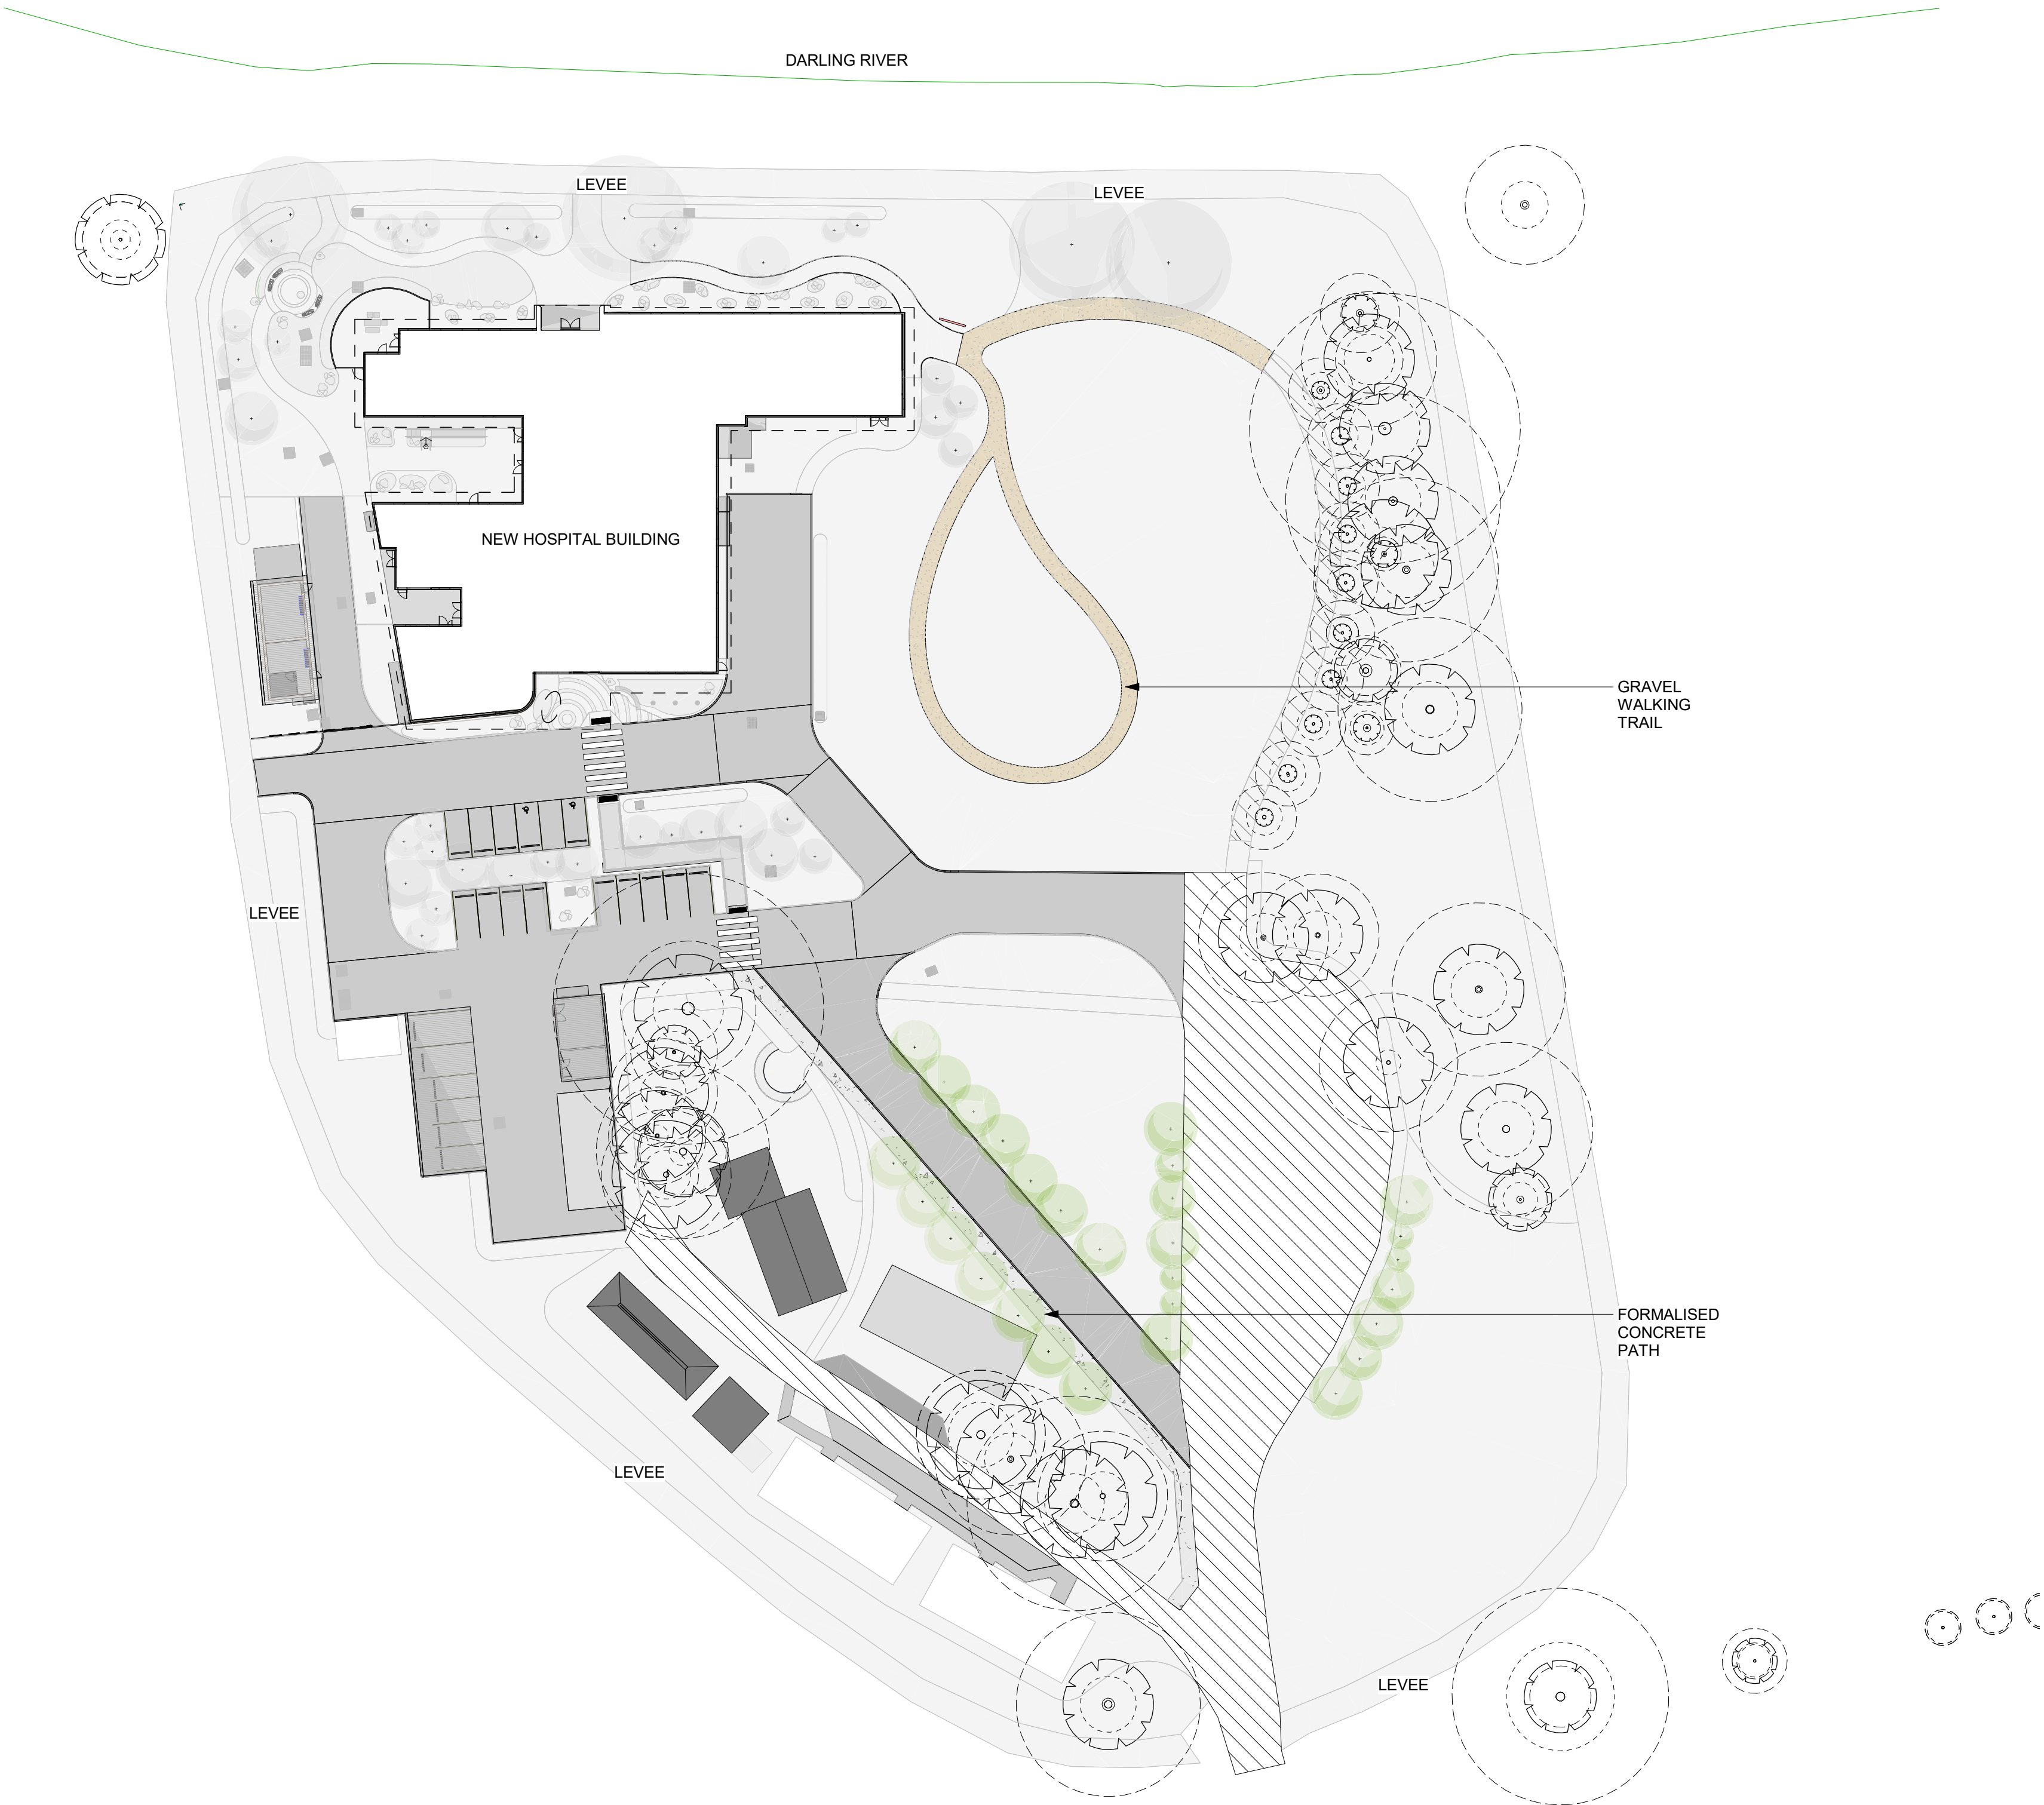 DARLING RIVER
LEVEE
LEVEE
NEW HOSPITAL BUILDING
GRAVEL
WALKING
TRAIL
LEVEE
FORMALISED
CONCRETE
PATH
LEVEE
LEVEE